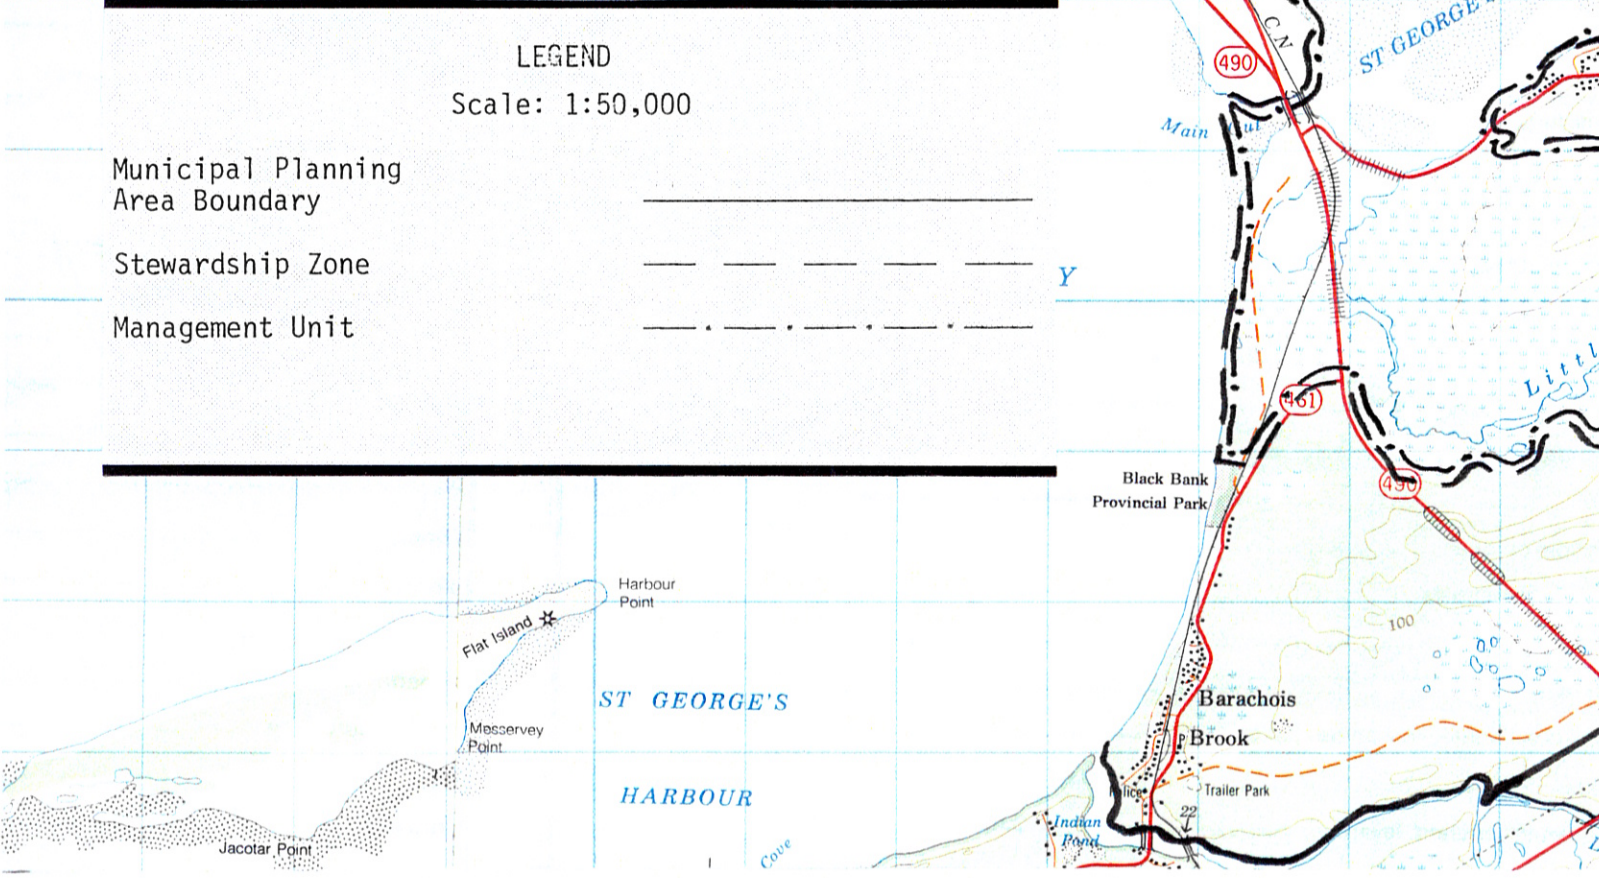 LEGEND
Scale: 1:50,000
Municipal Planning
Area Boundary
Stewardship Zone
Management Unit
C N
490
ST GEORGE'S
Main Gut
Y
461
Littl
Black Bank
Provincial Park
490
Harbour
Point
Flat Island
100
ST GEORGE'S
Barachois
Messervey
Point
Brook
HARBOUR
Trailer Park
22
Indian
Pond
Jacotar Point
Cove